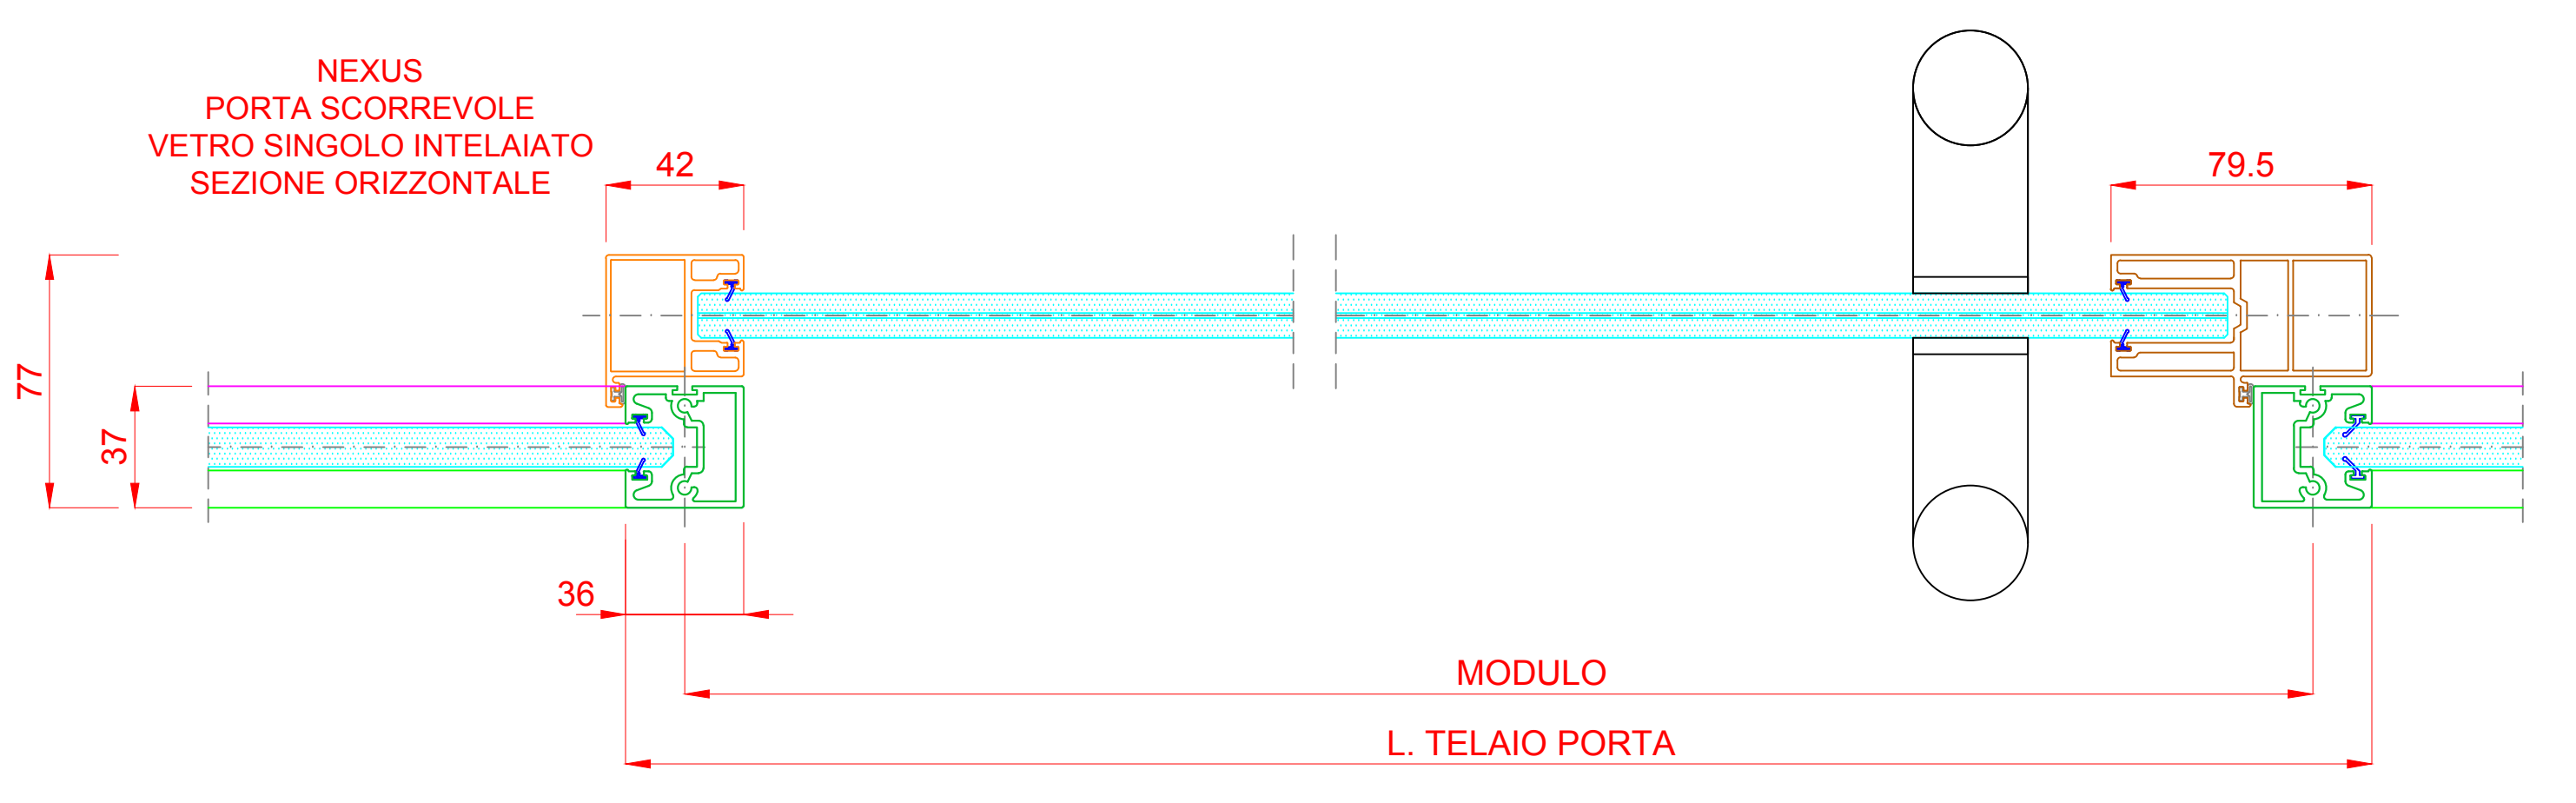 NEXUS
PORTA SCORREVOLE
VETRO SINGOLO INTELAIATO
SEZIONE ORIZZONTALE
42
79.5
77
37
36
MODULO
L. TELAIO PORTA